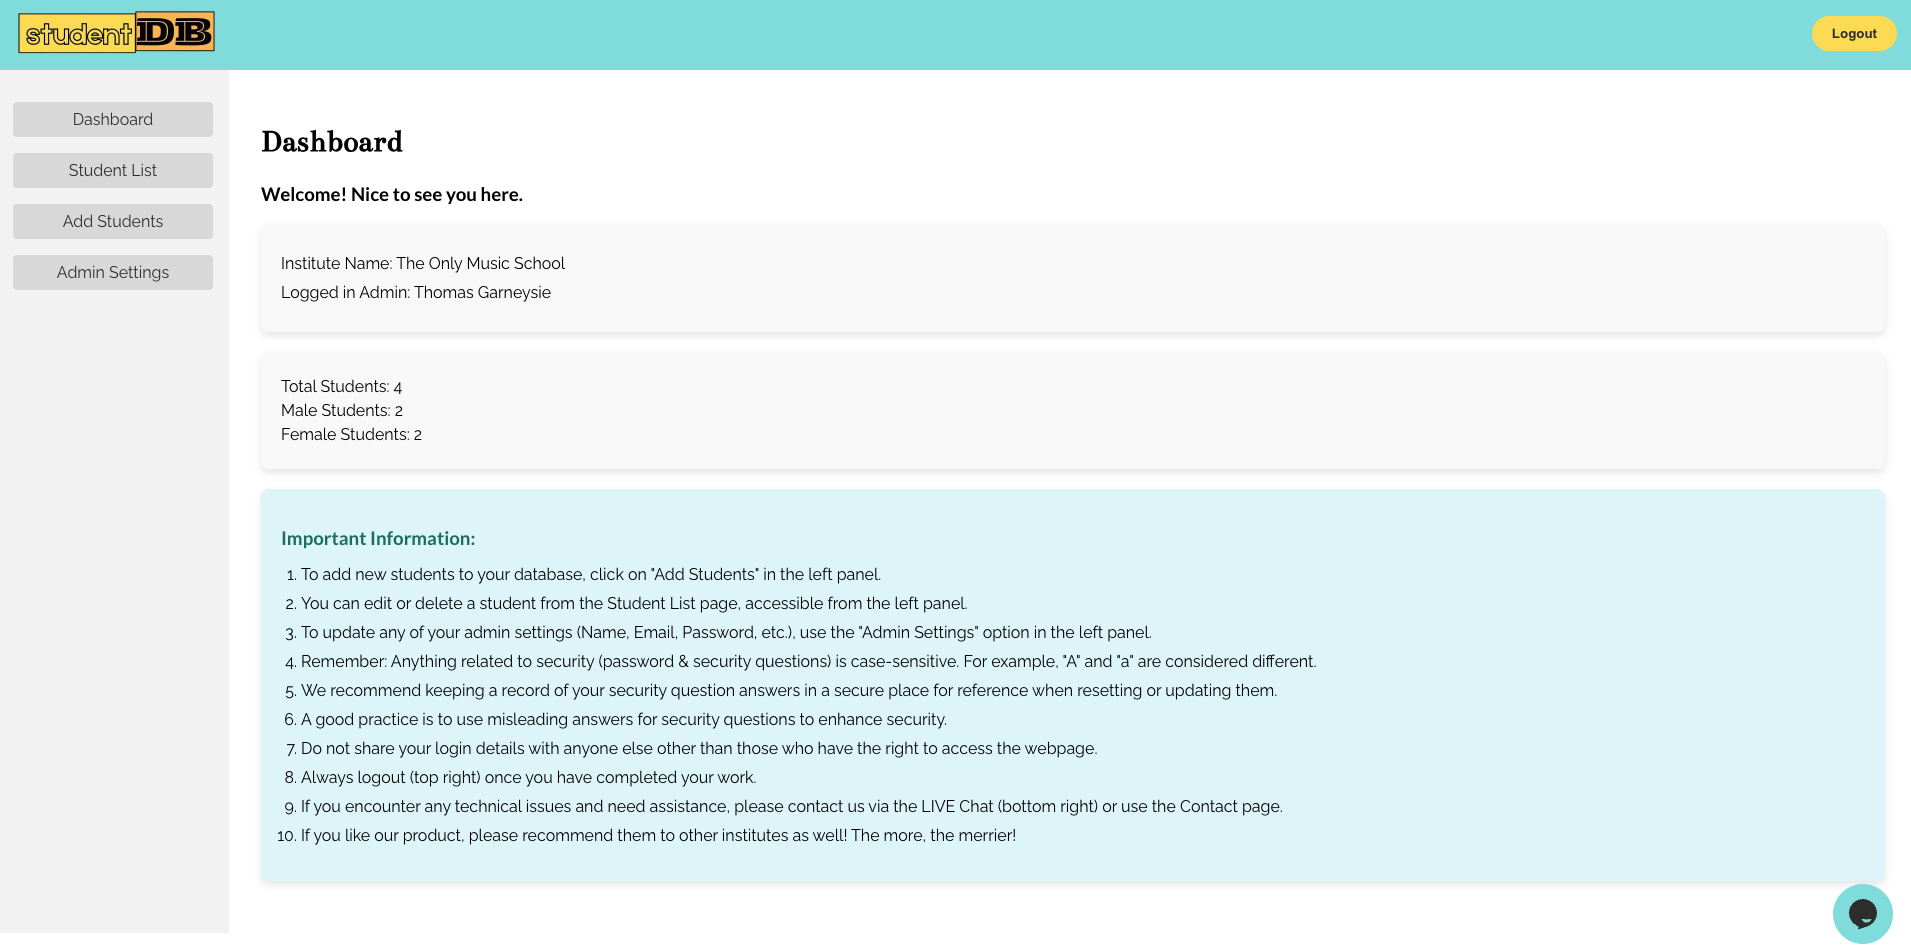 studentDB
Logout
Dashboard
Student List
Add Students
Admin Settings
Dashboard
Welcome! Nice to see you here.
Institute Name: The Only Music School
Logged in Admin: Thomas Garneysie
Total Students: 4
Male Students: 2
Female Students: 2
Important Information:
1. To add new students to your database, click on "Add Students" in the left panel.
2. You can edit or delete a student from the Student List page, accessible from the left panel.
3. To update any of your admin settings (Name, Email, Password, etc.), use the "Admin Settings" option in the left panel.
4. Remember: Anything related to security (password & security questions) is case-sensitive. For example, "A" and "a" are considered different.
5. We recommend keeping a record of your security question answers in a secure place for reference when resetting or updating them.
6. A good practice is to use misleading answers for security questions to enhance security.
7. Do not share your login details with anyone else other than those who have the right to access the webpage.
8. Always logout (top right) once you have completed your work.
9. If you encounter any technical issues and need assistance, please contact us via the LIVE Chat (bottom right) or use the Contact page.
10. If you like our product, please recommend them to other institutes as well! The more, the merrier!